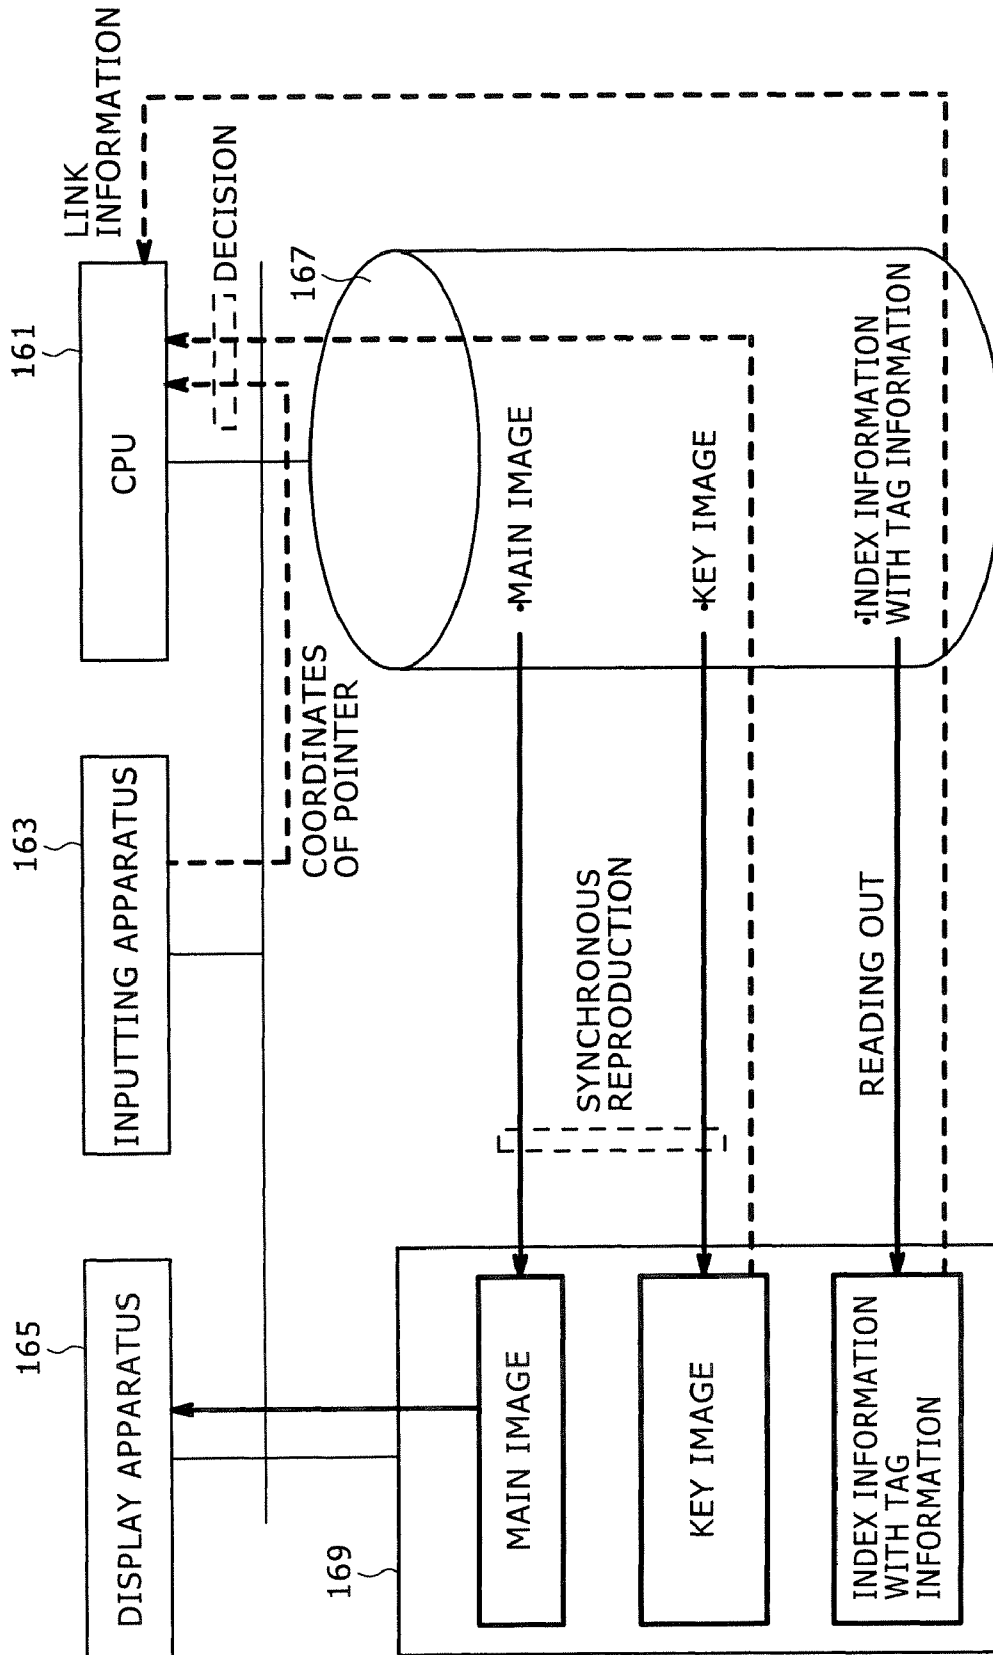 165
DISPLAY APPARATUS
163
INPUTTING APPARATUS
161
CPU
LINK
INFORMATION
DECISION
COORDINATES
OF POINTER
169
167
MAIN IMAGE
•MAIN IMAGE
SYNCHRONOUS
REPRODUCTION
KEY IMAGE
•KEY IMAGE
READING OUT
INDEX INFORMATION
WITH TAG
INFORMATION
•INDEX INFORMATION
WITH TAG INFORMATION